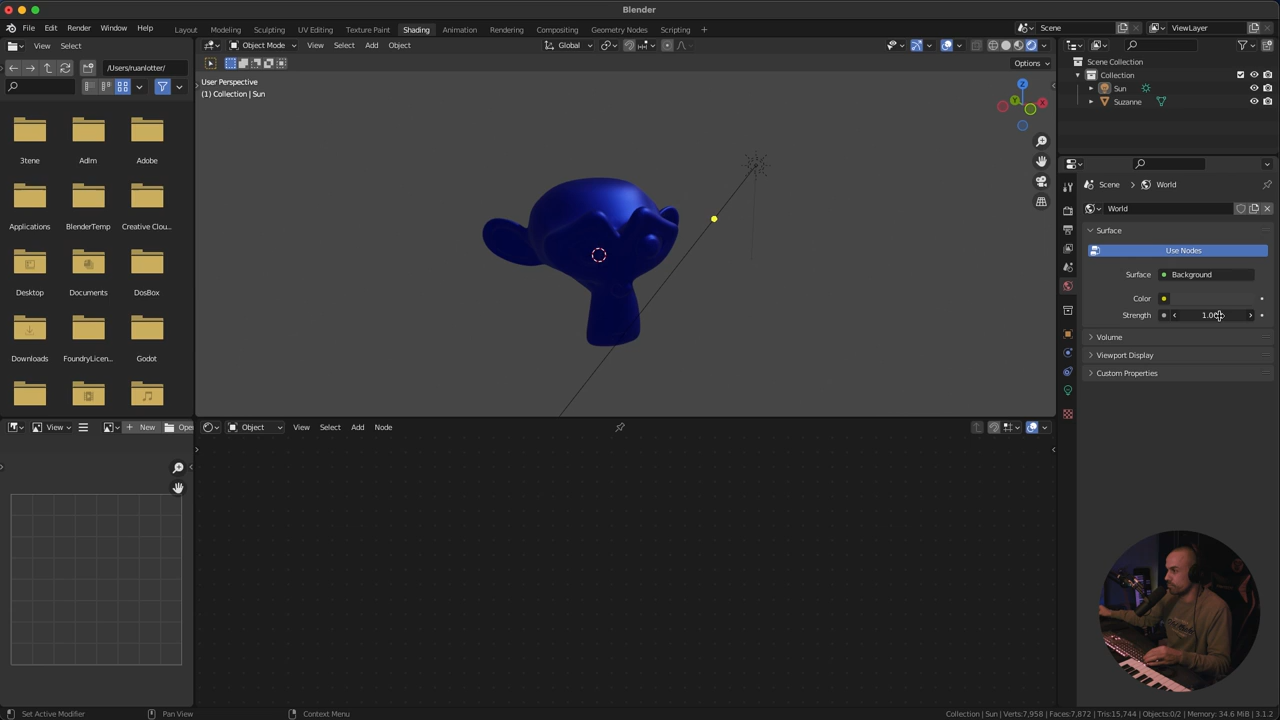 Blender
File Edit Render Window Help
Layout Modeling Sculpting UV Editing Texture Paint Shading Animation Rendering Compositing Geometry Nodes Scripting
Scene ViewLayer
View Select
Object Mode View Select Add Object
Global
/Users/ruanlotter/
Options
User Perspective
(1) Collection | Sun
Z
Y X
Scene Collection
Collection
Sun
Suzanne
3tene Adlm Adobe
Applications BlenderTemp Creative Clou...
Desktop Documents DosBox
Downloads FoundryLicen... Godot
Scene > World
World
Surface
Use Nodes
Surface Background
Color
Strength
Volume
Viewport Display
Custom Properties
View New Open
Object View Select Add Node
Set Active Modifier Pan View Context Menu
Collection | Sun | Verts:7,958 | Faces:7,872 | Tris:15,744 | Objects:0/2 | Memory: 34.6 MiB | 3.1.2